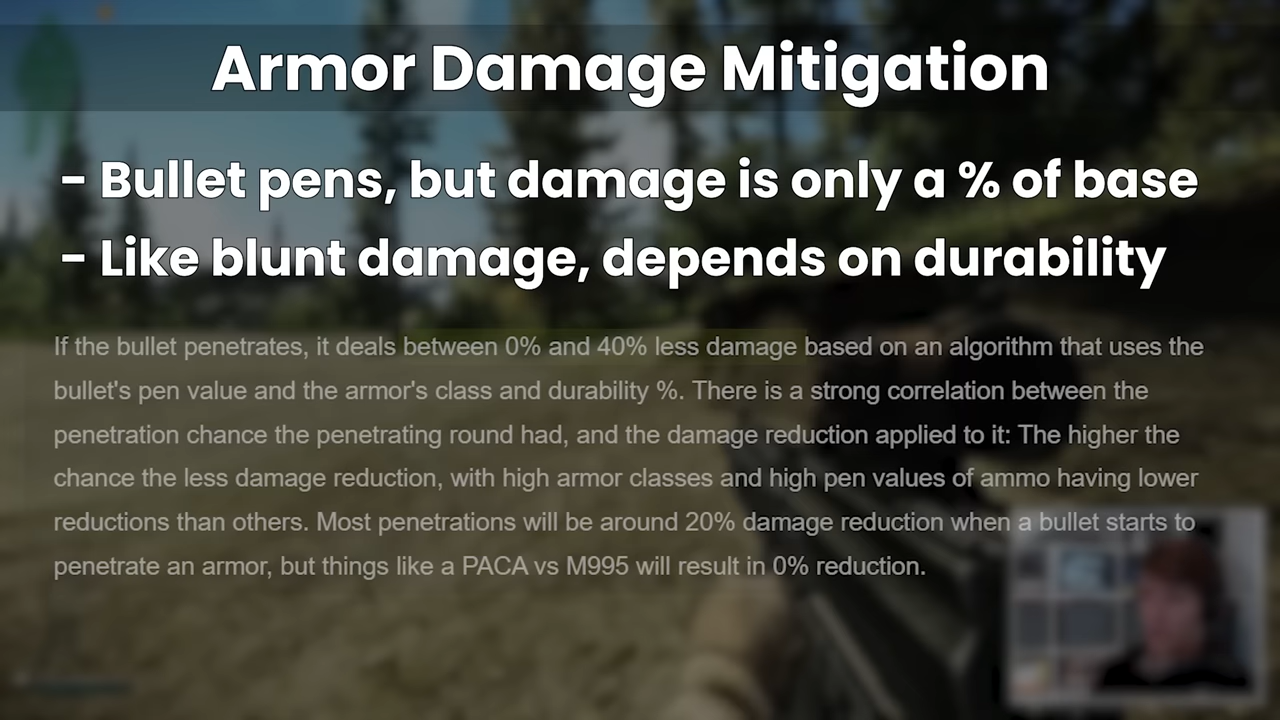 Armor Damage Mitigation
- Bullet pens, but damage is only a % of base
- Like blunt damage, depends on durability
If the bullet penetrates, it deals between 0% and 40% less damage based on an algorithm that uses the
bullet's pen value and the armor's class and durability %. There is a strong correlation between the
penetration chance the penetrating round had, and the damage reduction applied to it: The higher the
chance the less damage reduction, with high armor classes and high pen values of ammo having lower
reductions than others. Most penetrations will be around 20% damage reduction when a bullet starts to
penetrate an armor, but things like a PACA vs M995 will result in 0% reduction.